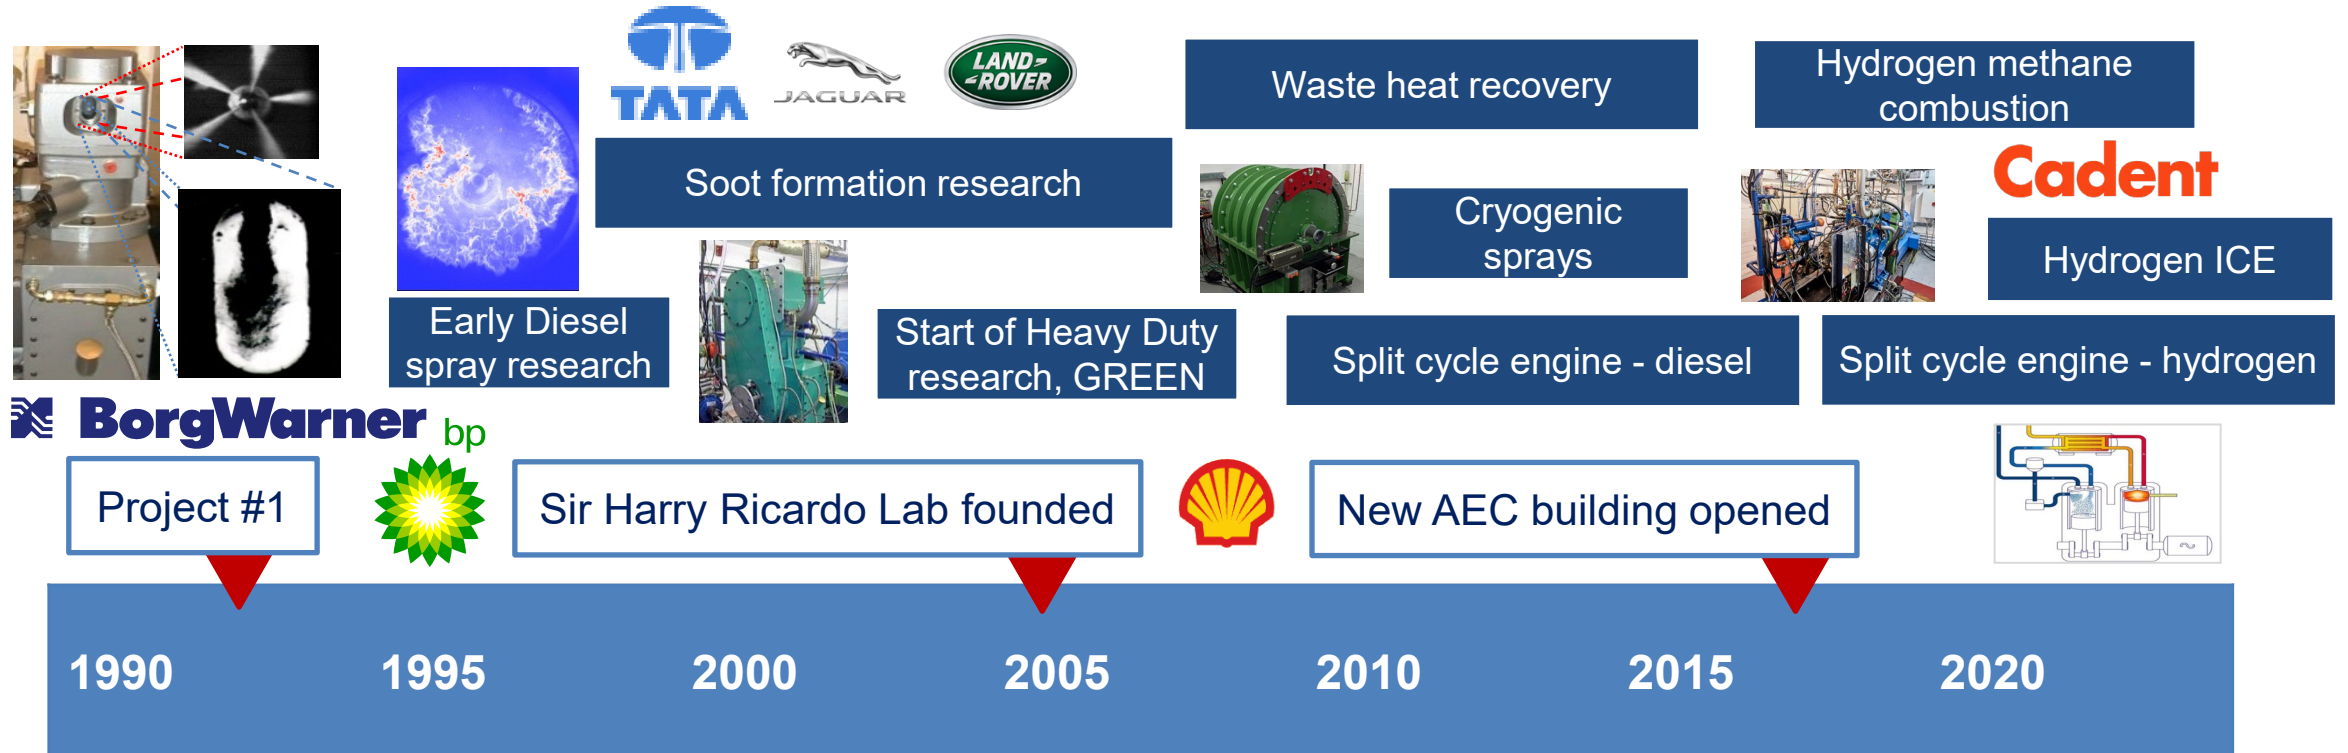 TATA
JAGUAR
LAND-
-ROVER
Waste heat recovery
Hydrogen methane
combustion
Soot formation research
Cadent
Cryogenic
sprays
Hydrogen ICE
Early Diesel
spray research
Start of Heavy Duty
research, GREEN
Split cycle engine - diesel
Split cycle engine - hydrogen
BorgWarner
bp
Project #1
Sir Harry Ricardo Lab founded
New AEC building opened
1990
1995
2000
2005
2010
2015
2020